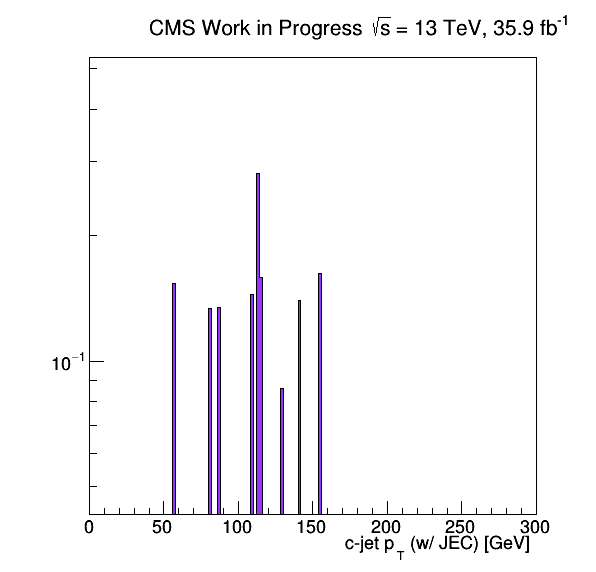 CMS Work in Progress √s = 13 TeV, 35.9 fb⁻¹
10⁻¹
0 50 100 150 200 250 300
c-jet p_T (w/ JEC) [GeV]